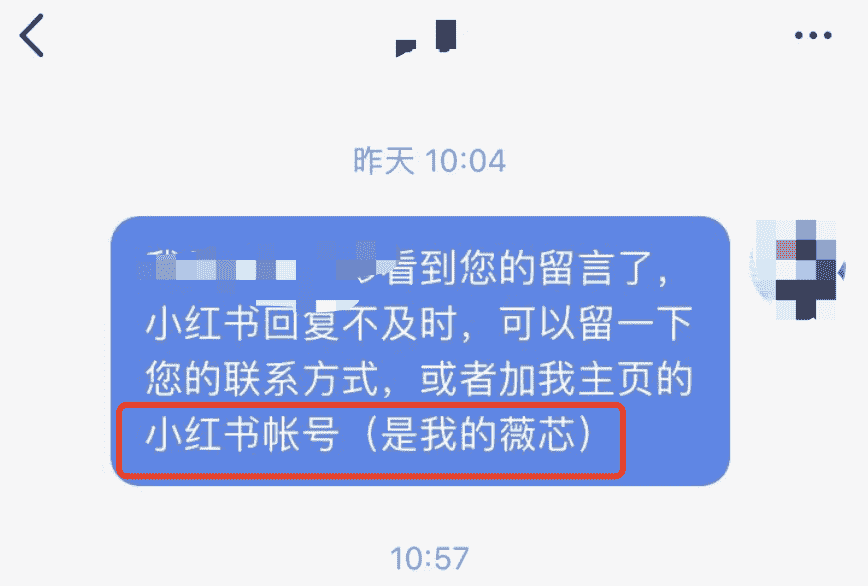 昨天 10:04
看到您的留言了，
小红书回复不及时，可以留一下
您的联系方式，或者加我主页的
小红书帐号（是我的薇芯）
10:57